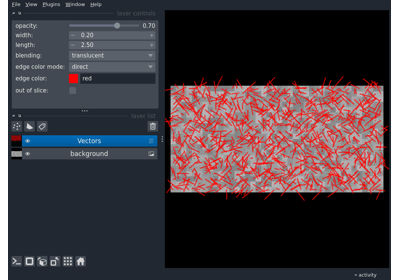 File View Plugins Window Help
layer controls
opacity: 0.70
width: 0.20
length: 2.50
blending: translucent
edge color mode: direct
edge color: red
out of slice:
layer list
Vectors
background
activity